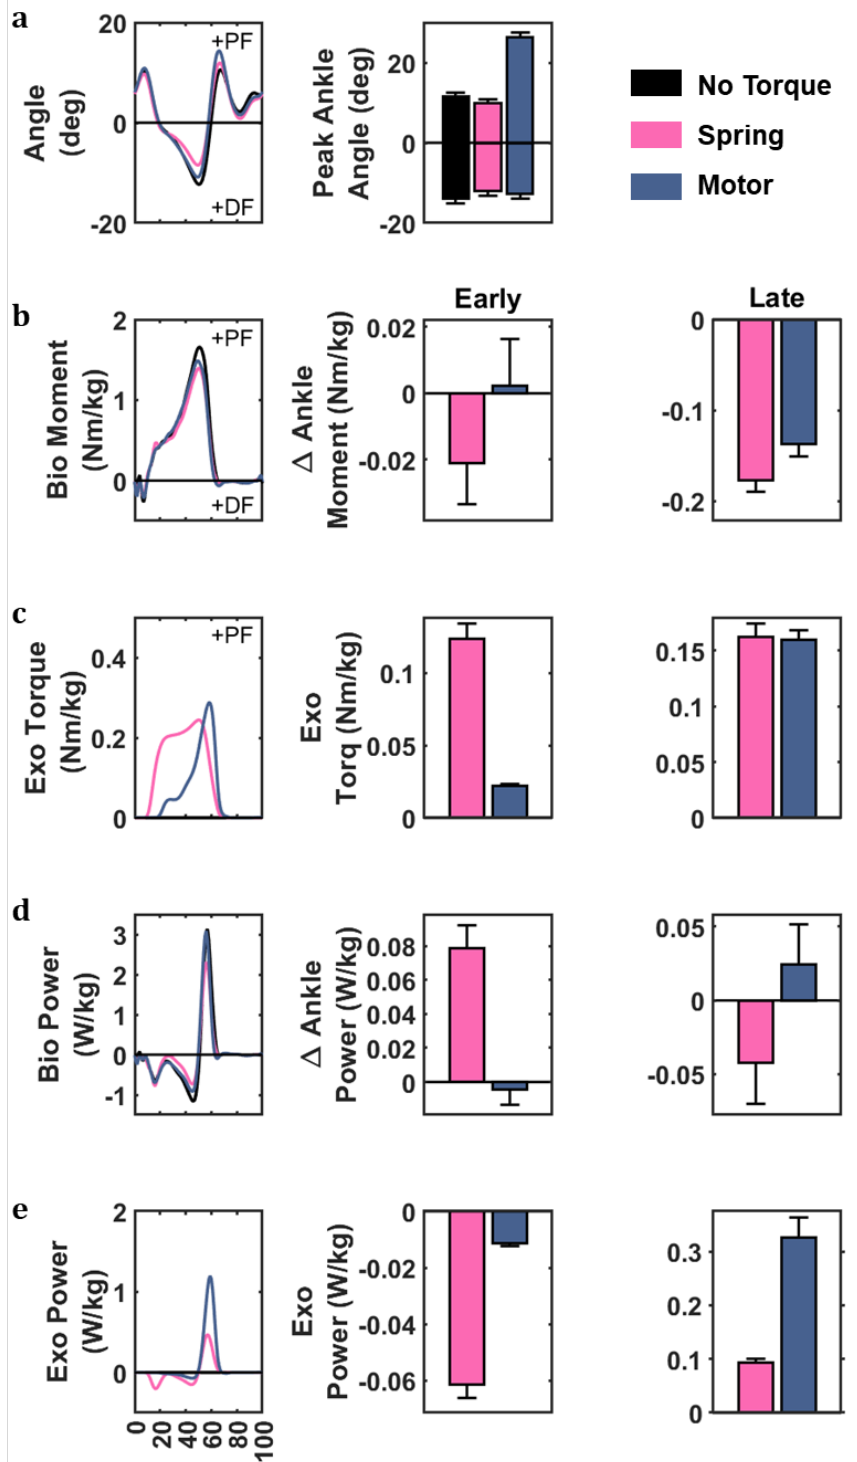 a
Angle
(deg)
20
0
-20
+PF
+DF
Peak Ankle
Angle (deg)
20
0
-20
No Torque
Spring
Motor
b
Bio Moment
(Nm/kg)
2
1
0
+PF
+DF
Early
Δ Ankle
Moment (Nm/kg)
0.02
0
-0.02
Late
0
-0.1
-0.2
c
Exo Torque
(Nm/kg)
0.4
0.2
0
+PF
Exo
Torq (Nm/kg)
0.1
0.05
0
0.15
0.1
0.05
0
d
Bio Power
(W/kg)
3
2
1
0
-1
Δ Ankle
Power (W/kg)
0.08
0.06
0.04
0.02
0
0.05
0
-0.05
e
Exo Power
(W/kg)
2
1
0
0
20
40
60
80
100
Exo
Power (W/kg)
0
-0.02
-0.04
-0.06
0.3
0.2
0.1
0